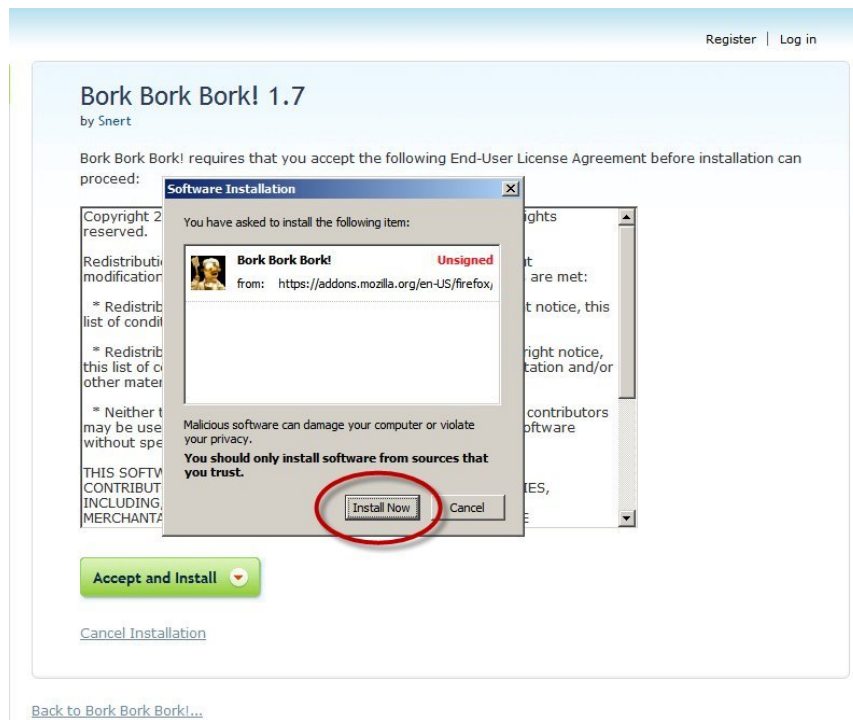 Register | Log in
Bork Bork Bork! 1.7
by Snert
Bork Bork Bork! requires that you accept the following End-User License Agreement before installation can
proceed:
Software Installation
You have asked to install the following item:
Bork Bork Bork! Unsigned
from: https://addons.mozilla.org/en-US/firefox/
Malicious software can damage your computer or violate
your privacy.
You should only install software from sources that
you trust.
Install Now Cancel
Copyright 2 ights
reserved.
Redistributi ut
modification are met:
* Redistrib t notice, this
list of condit
* Redistrib right notice,
this list of c tation and/or
other mater
* Neither t contributors
may be use oftware
without spe
THIS SOFTW
CONTRIBUT IES,
INCLUDING,
MERCHANTA E
Accept and Install
Cancel Installation
Back to Bork Bork Bork!...